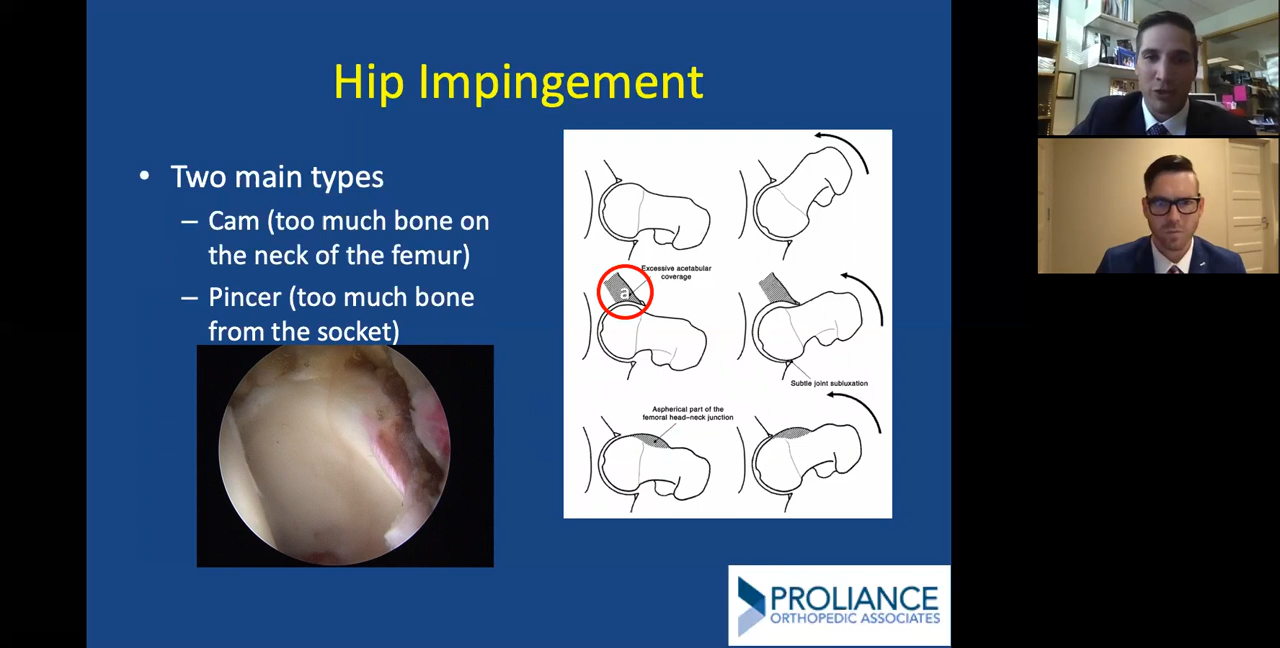 Hip Impingement
• Two main types
– Cam (too much bone on
the neck of the femur)
– Pincer (too much bone
from the socket)
Excessive acetabular
coverage
a
Subtle joint subluxation
Aspherical part of the
femoral head–neck junction
PROLIANCE
ORTHOPEDIC ASSOCIATES